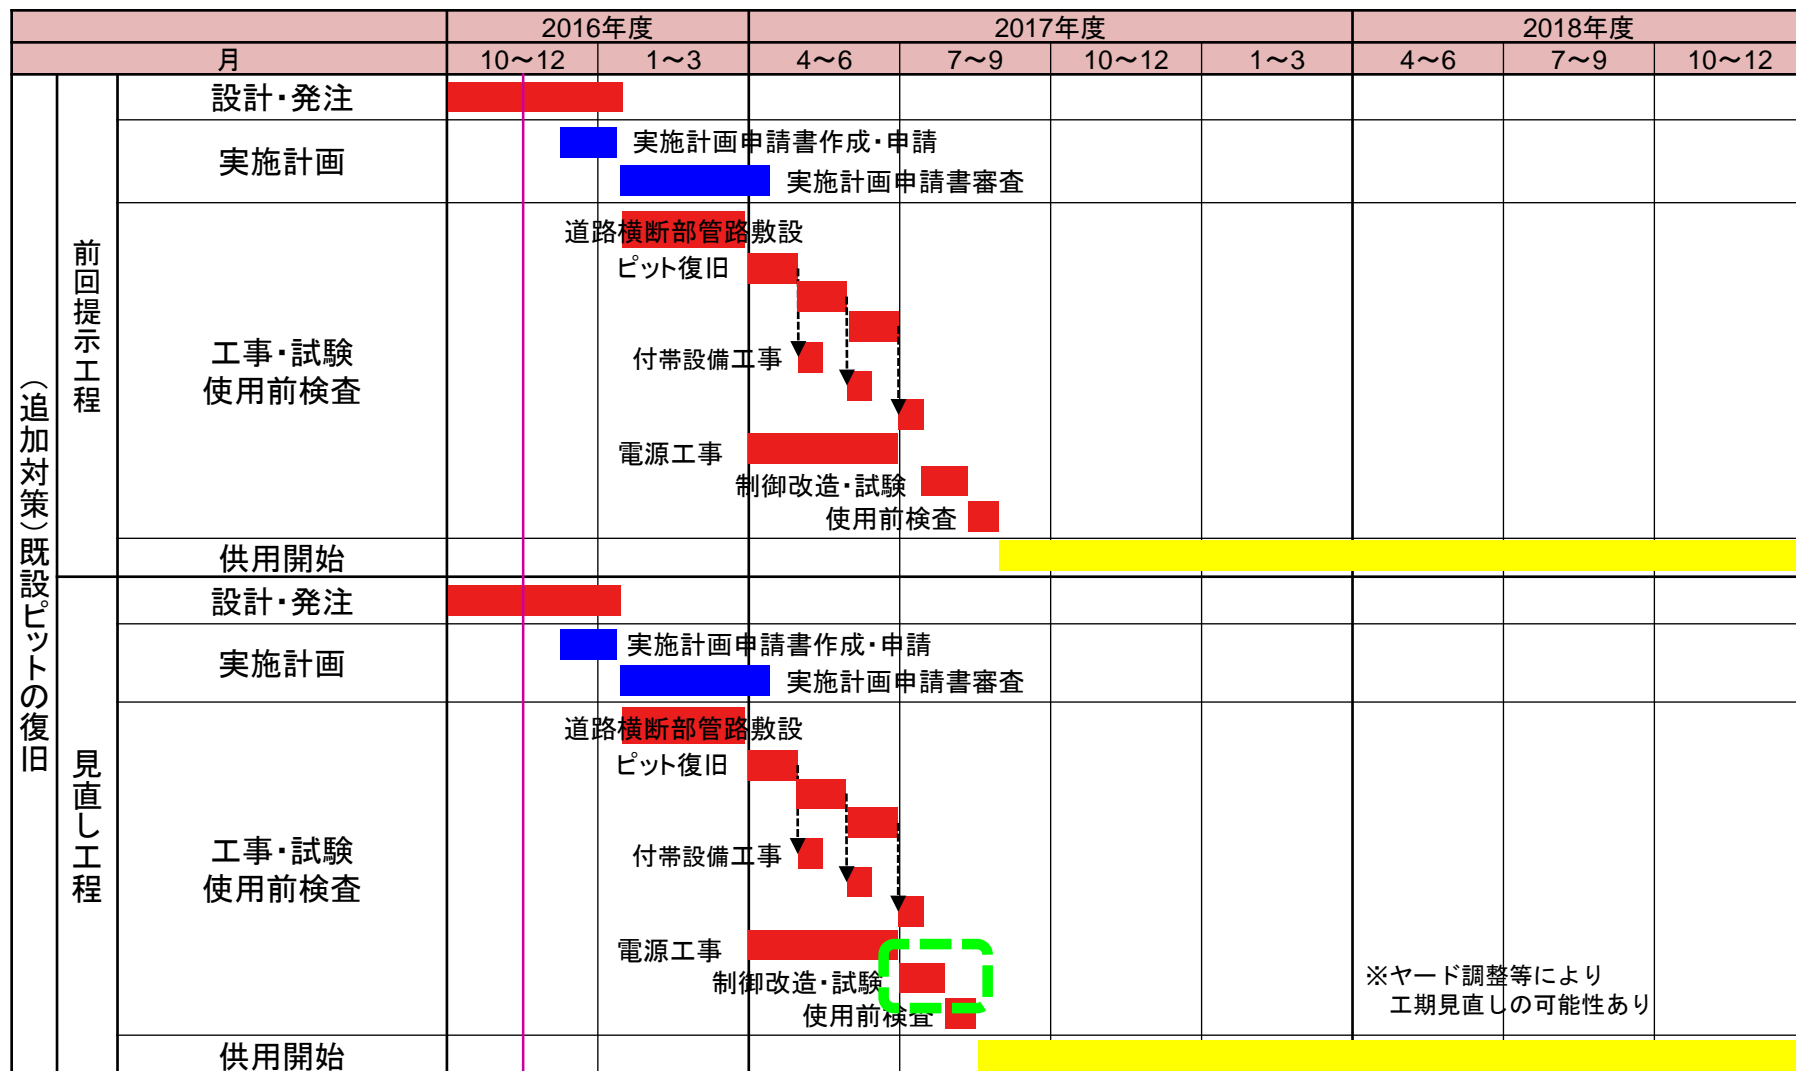 2016年度
2017年度
2018年度
月
10～12
1～3
4～6
7～9
10～12
1～3
4～6
7～9
10～12
（追加対策）既設ピットの復旧
前回提示工程
設計・発注
実施計画
実施計画申請書作成・申請
実施計画申請書審査
工事・試験
使用前検査
道路横断部管路敷設
ピット復旧
付帯設備工事
電源工事
制御改造・試験
使用前検査
供用開始
見直し工程
設計・発注
実施計画
実施計画申請書作成・申請
実施計画申請書審査
工事・試験
使用前検査
道路横断部管路敷設
ピット復旧
付帯設備工事
電源工事
制御改造・試験
使用前検査
※ヤード調整等により
工期見直しの可能性あり
供用開始